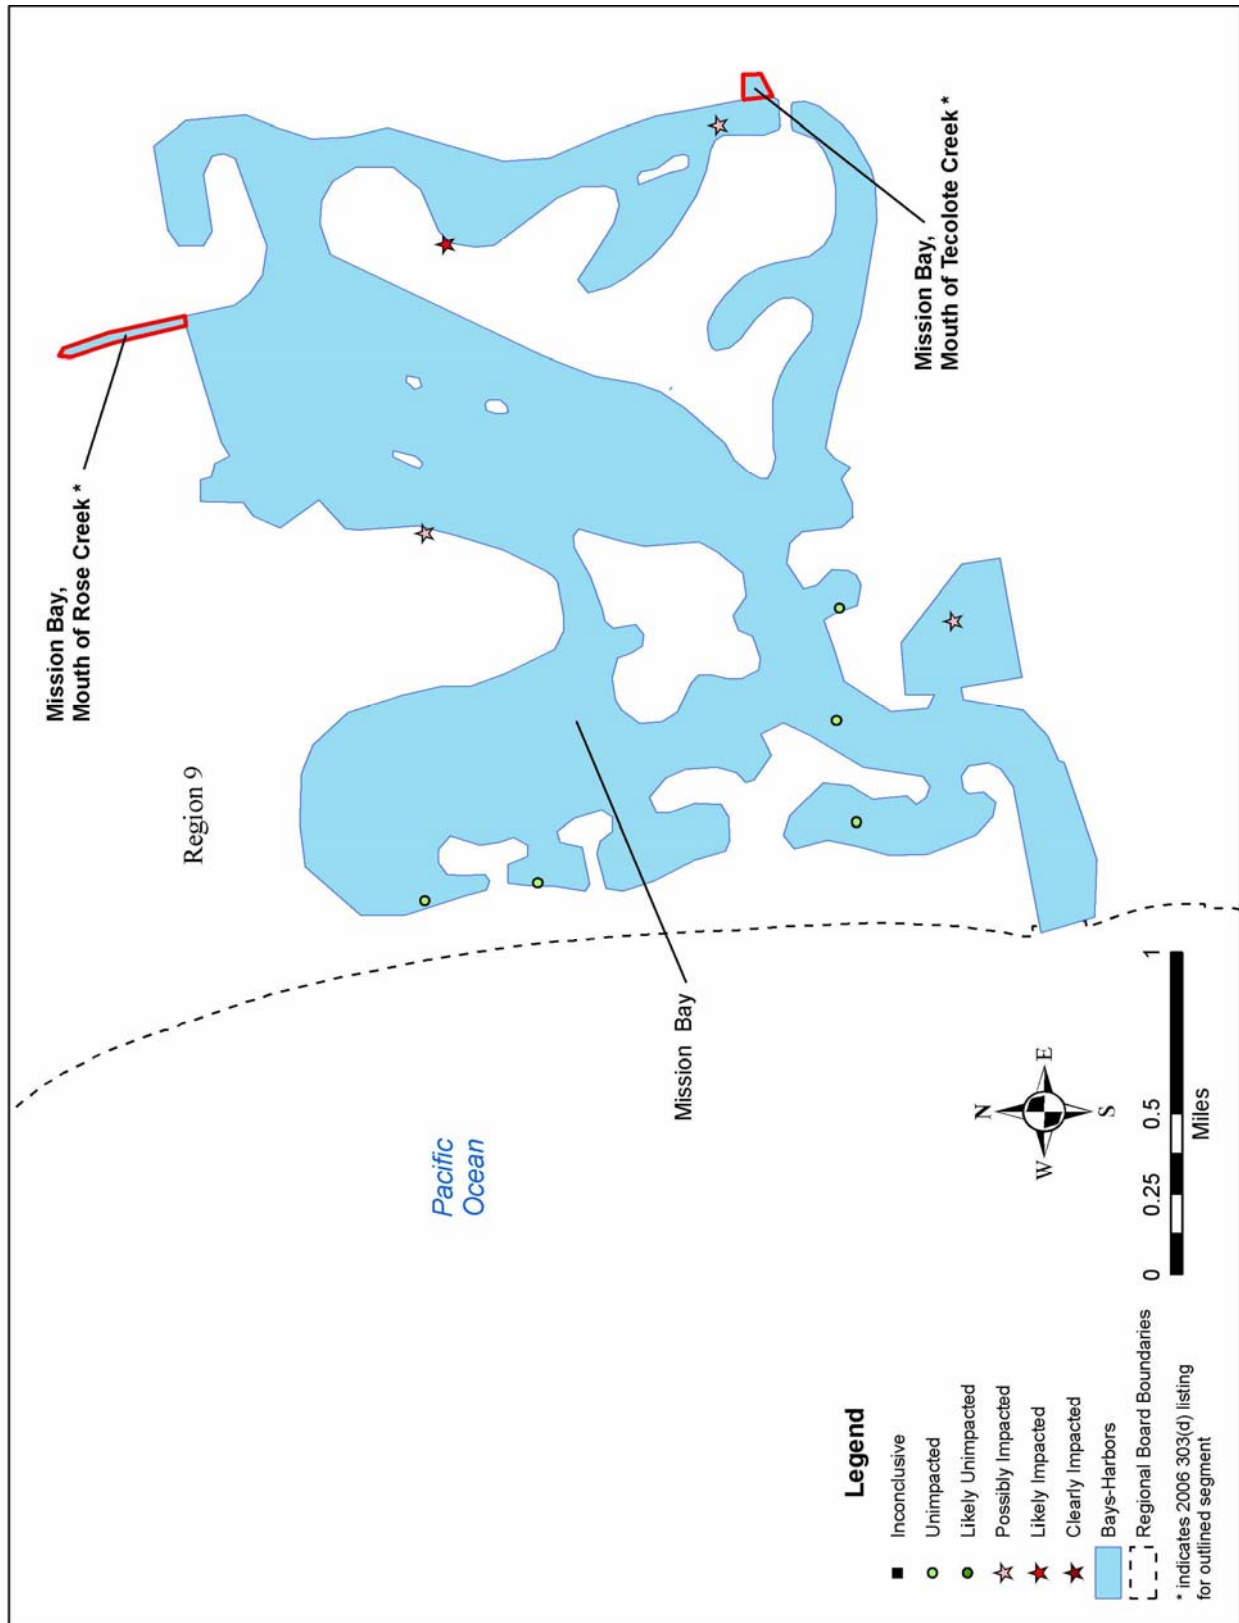 Mission Bay,
Mouth of Rose Creek *
Region 9
Mission Bay,
Mouth of Tecolote Creek *
Mission Bay
Pacific
Ocean
N
W
E
S
0
0.25
0.5
1
Miles
Legend
Inconclusive
Unimpacted
Likely Unimpacted
Possibly Impacted
Likely Impacted
Clearly Impacted
Bays-Harbors
Regional Board Boundaries
* indicates 2006 303(d) listing
for outlined segment